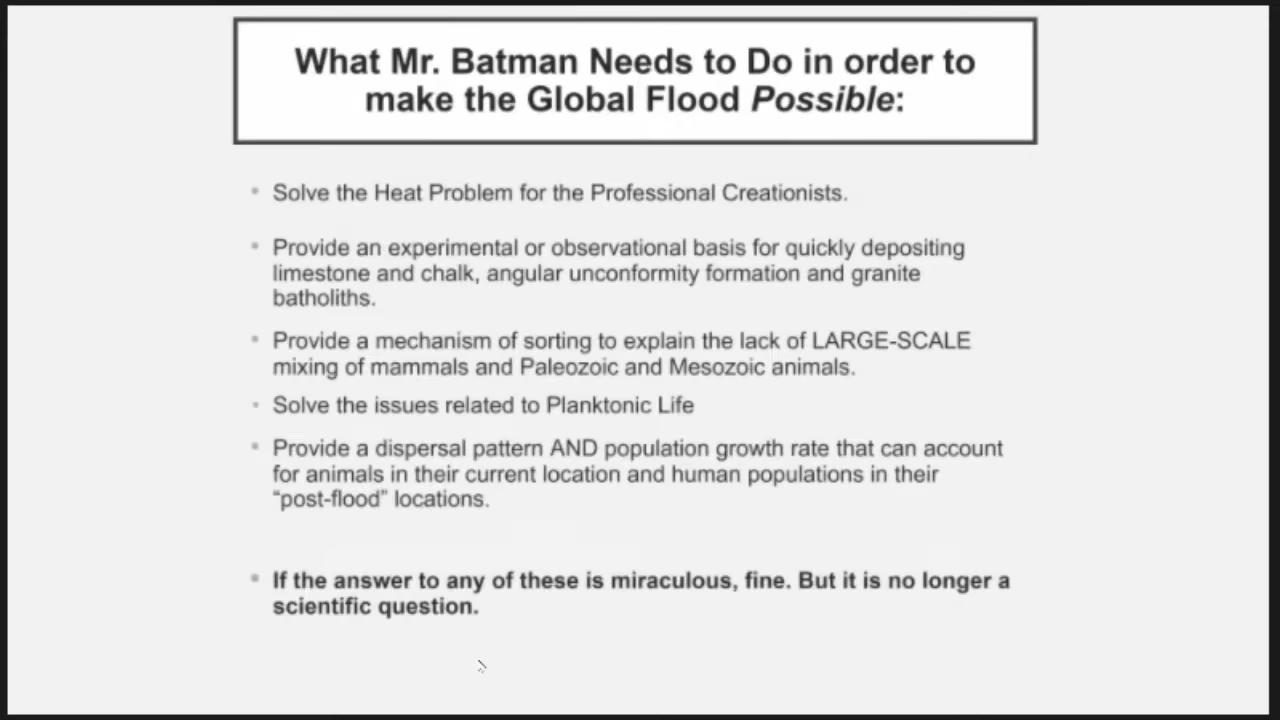 What Mr. Batman Needs to Do in order to
make the Global Flood Possible:
• Solve the Heat Problem for the Professional Creationists.
• Provide an experimental or observational basis for quickly depositing
limestone and chalk, angular unconformity formation and granite
batholiths.
• Provide a mechanism of sorting to explain the lack of LARGE-SCALE
mixing of mammals and Paleozoic and Mesozoic animals.
• Solve the issues related to Planktonic Life
• Provide a dispersal pattern AND population growth rate that can account
for animals in their current location and human populations in their
“post-flood” locations.
• If the answer to any of these is miraculous, fine. But it is no longer a
scientific question.